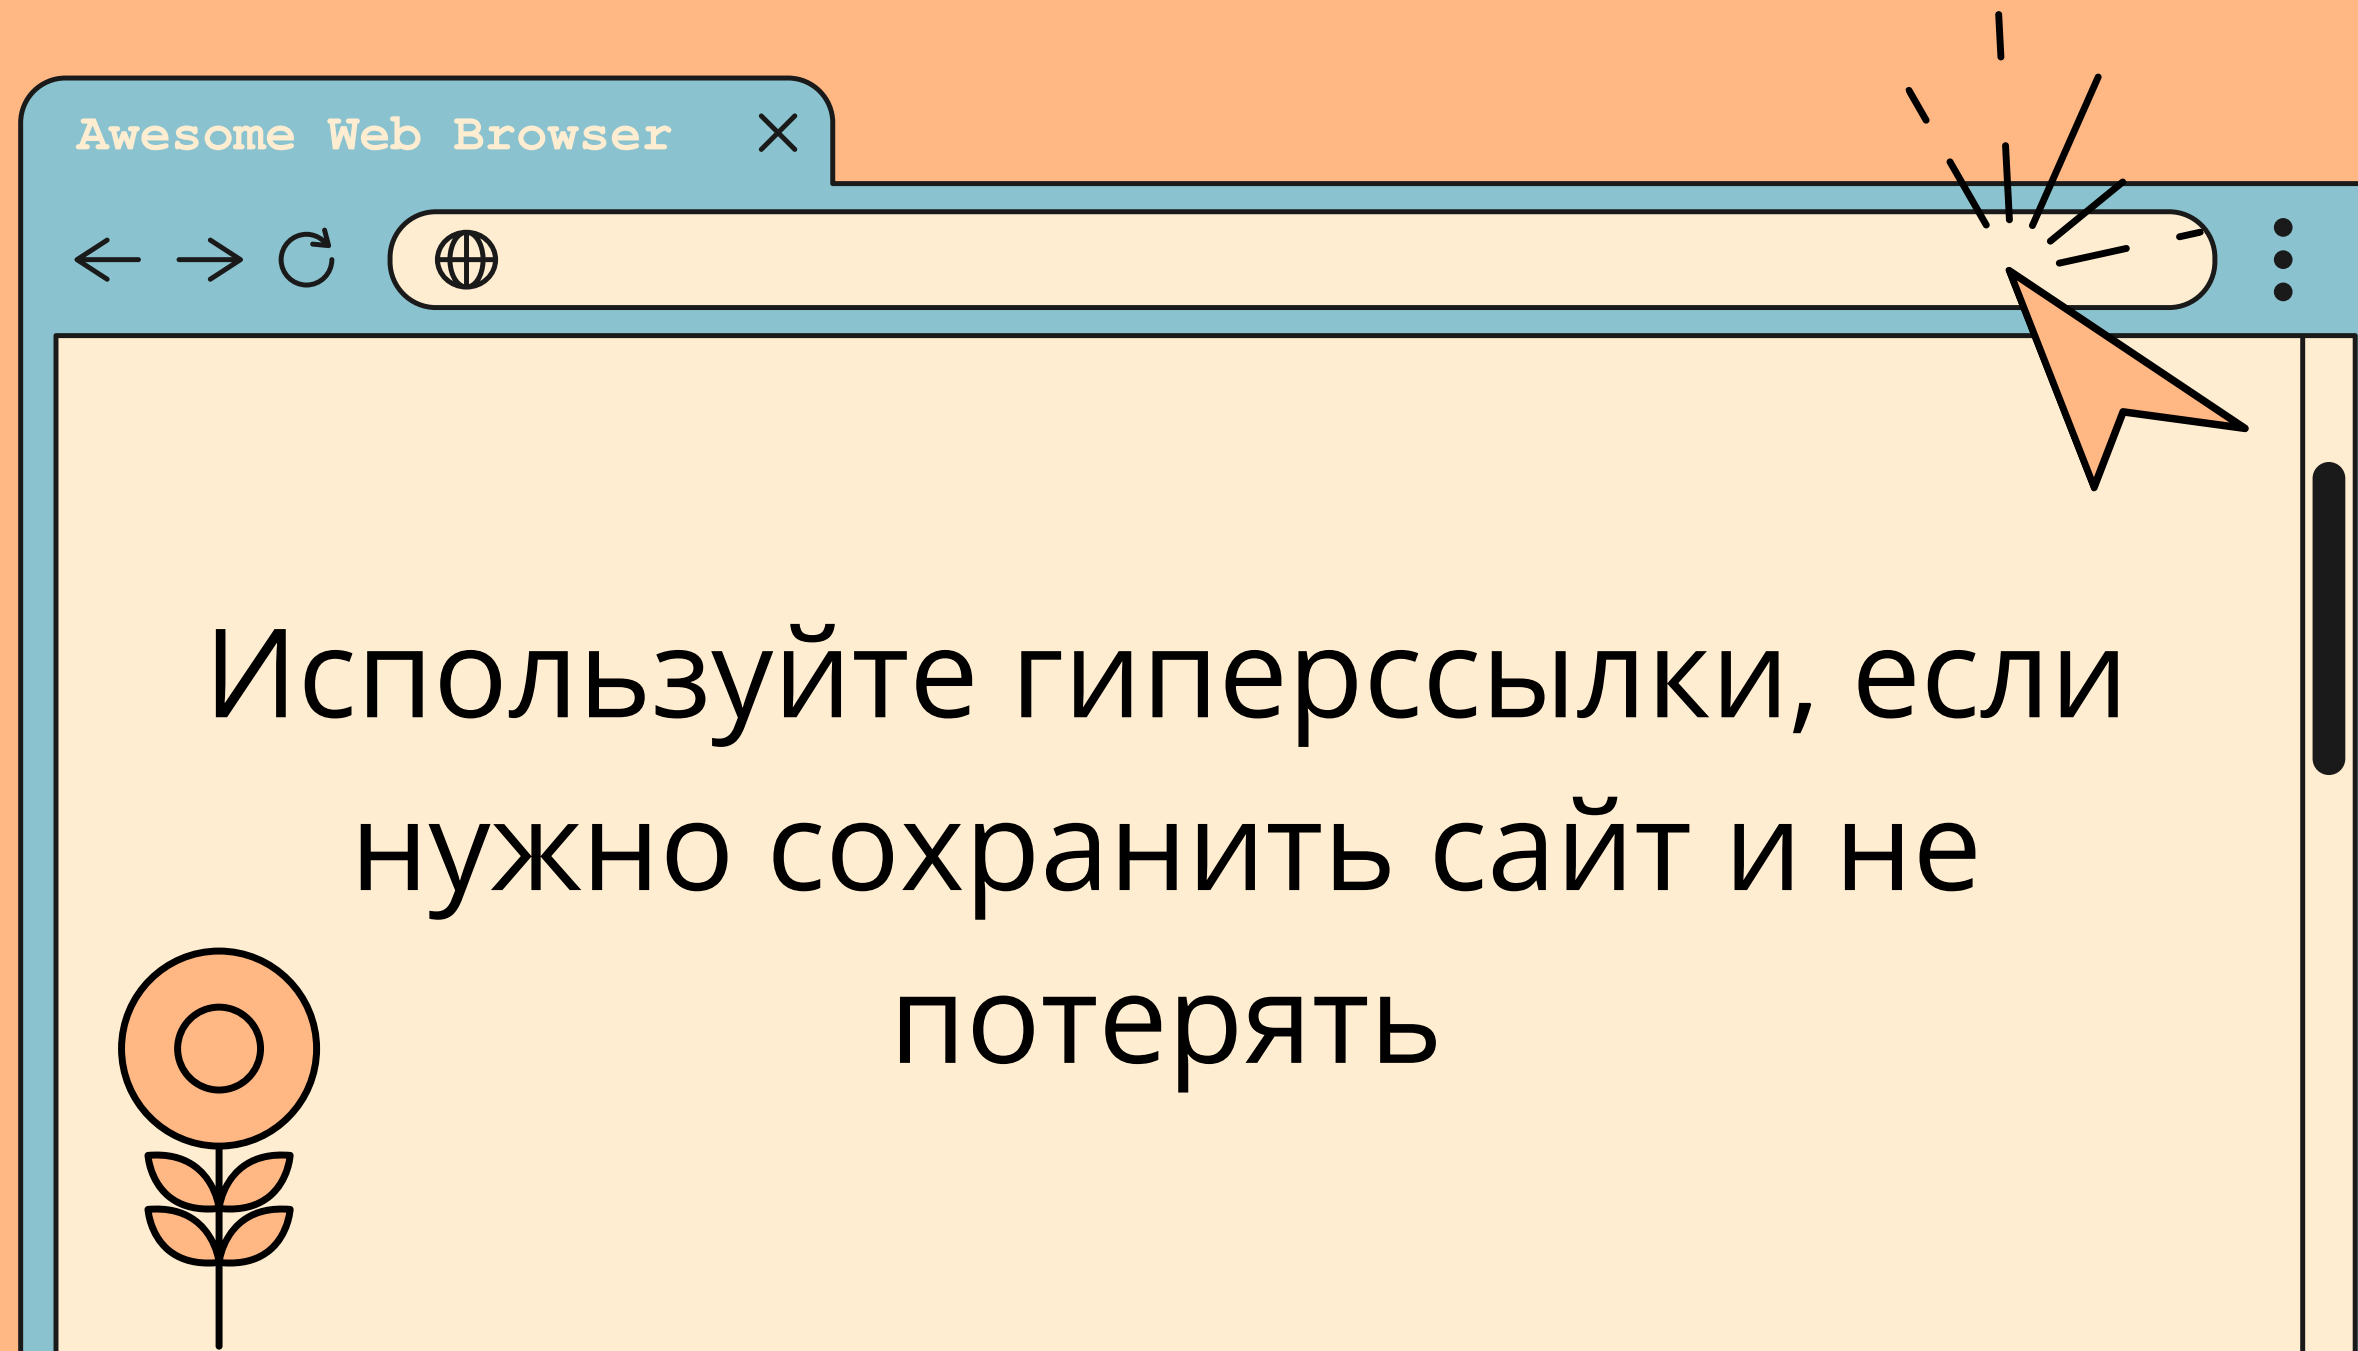 Awesome Web Browser
Используйте гиперссылки, если
нужно сохранить сайт и не
потерять